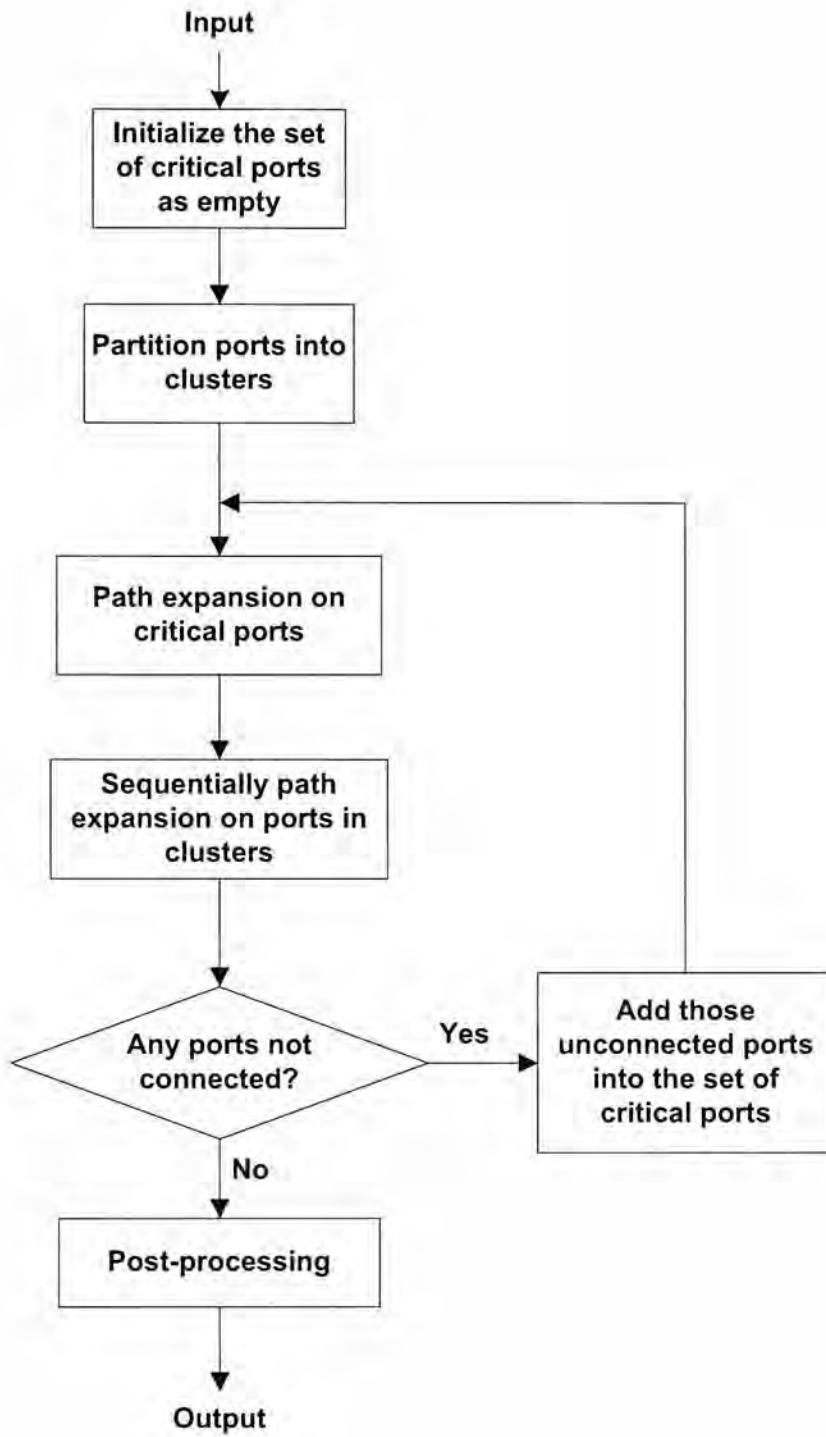 Input
Initialize the set
of critical ports
as empty
Partition ports into
clusters
Path expansion on
critical ports
Sequentially path
expansion on ports in
clusters
Any ports not
connected?
Yes
Add those
unconnected ports
into the set of
critical ports
No
Post-processing
Output